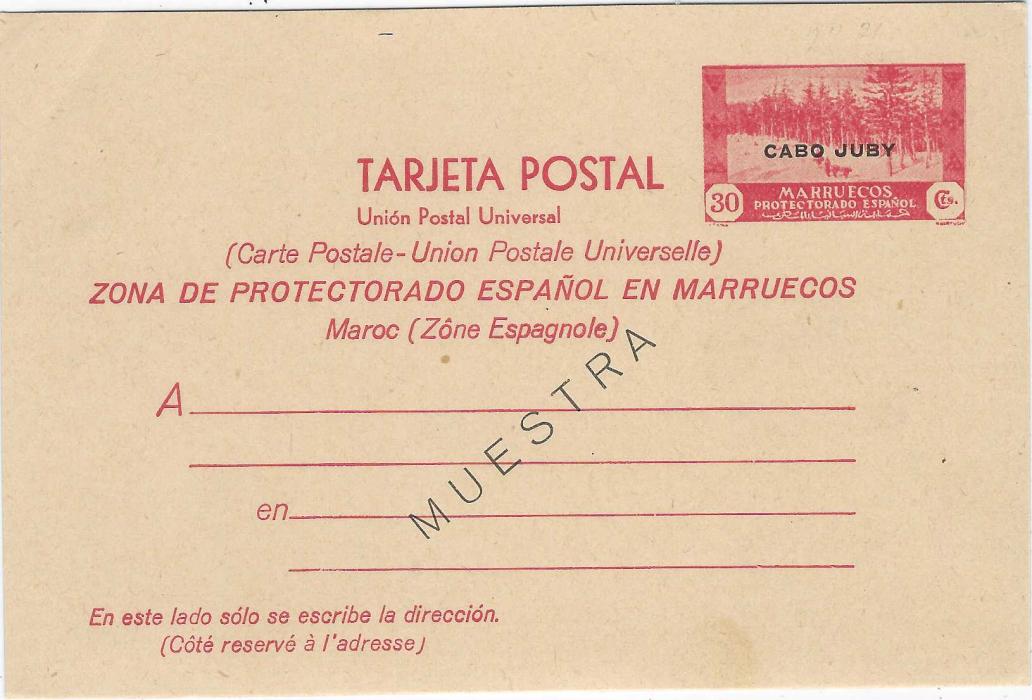 CABO JUBY
MARRUECOS
30 PROTECTORADO ESPAÑOL Cts.
TARJETA POSTAL
Unión Postal Universal
(Carte Postale-Union Postale Universelle)
ZONA DE PROTECTORADO ESPAÑOL EN MARRUECOS
Maroc (Zône Espagnole)
MUESTRA
A
en
En este lado sólo se escribe la dirección.
(Côté reservé à l'adresse)